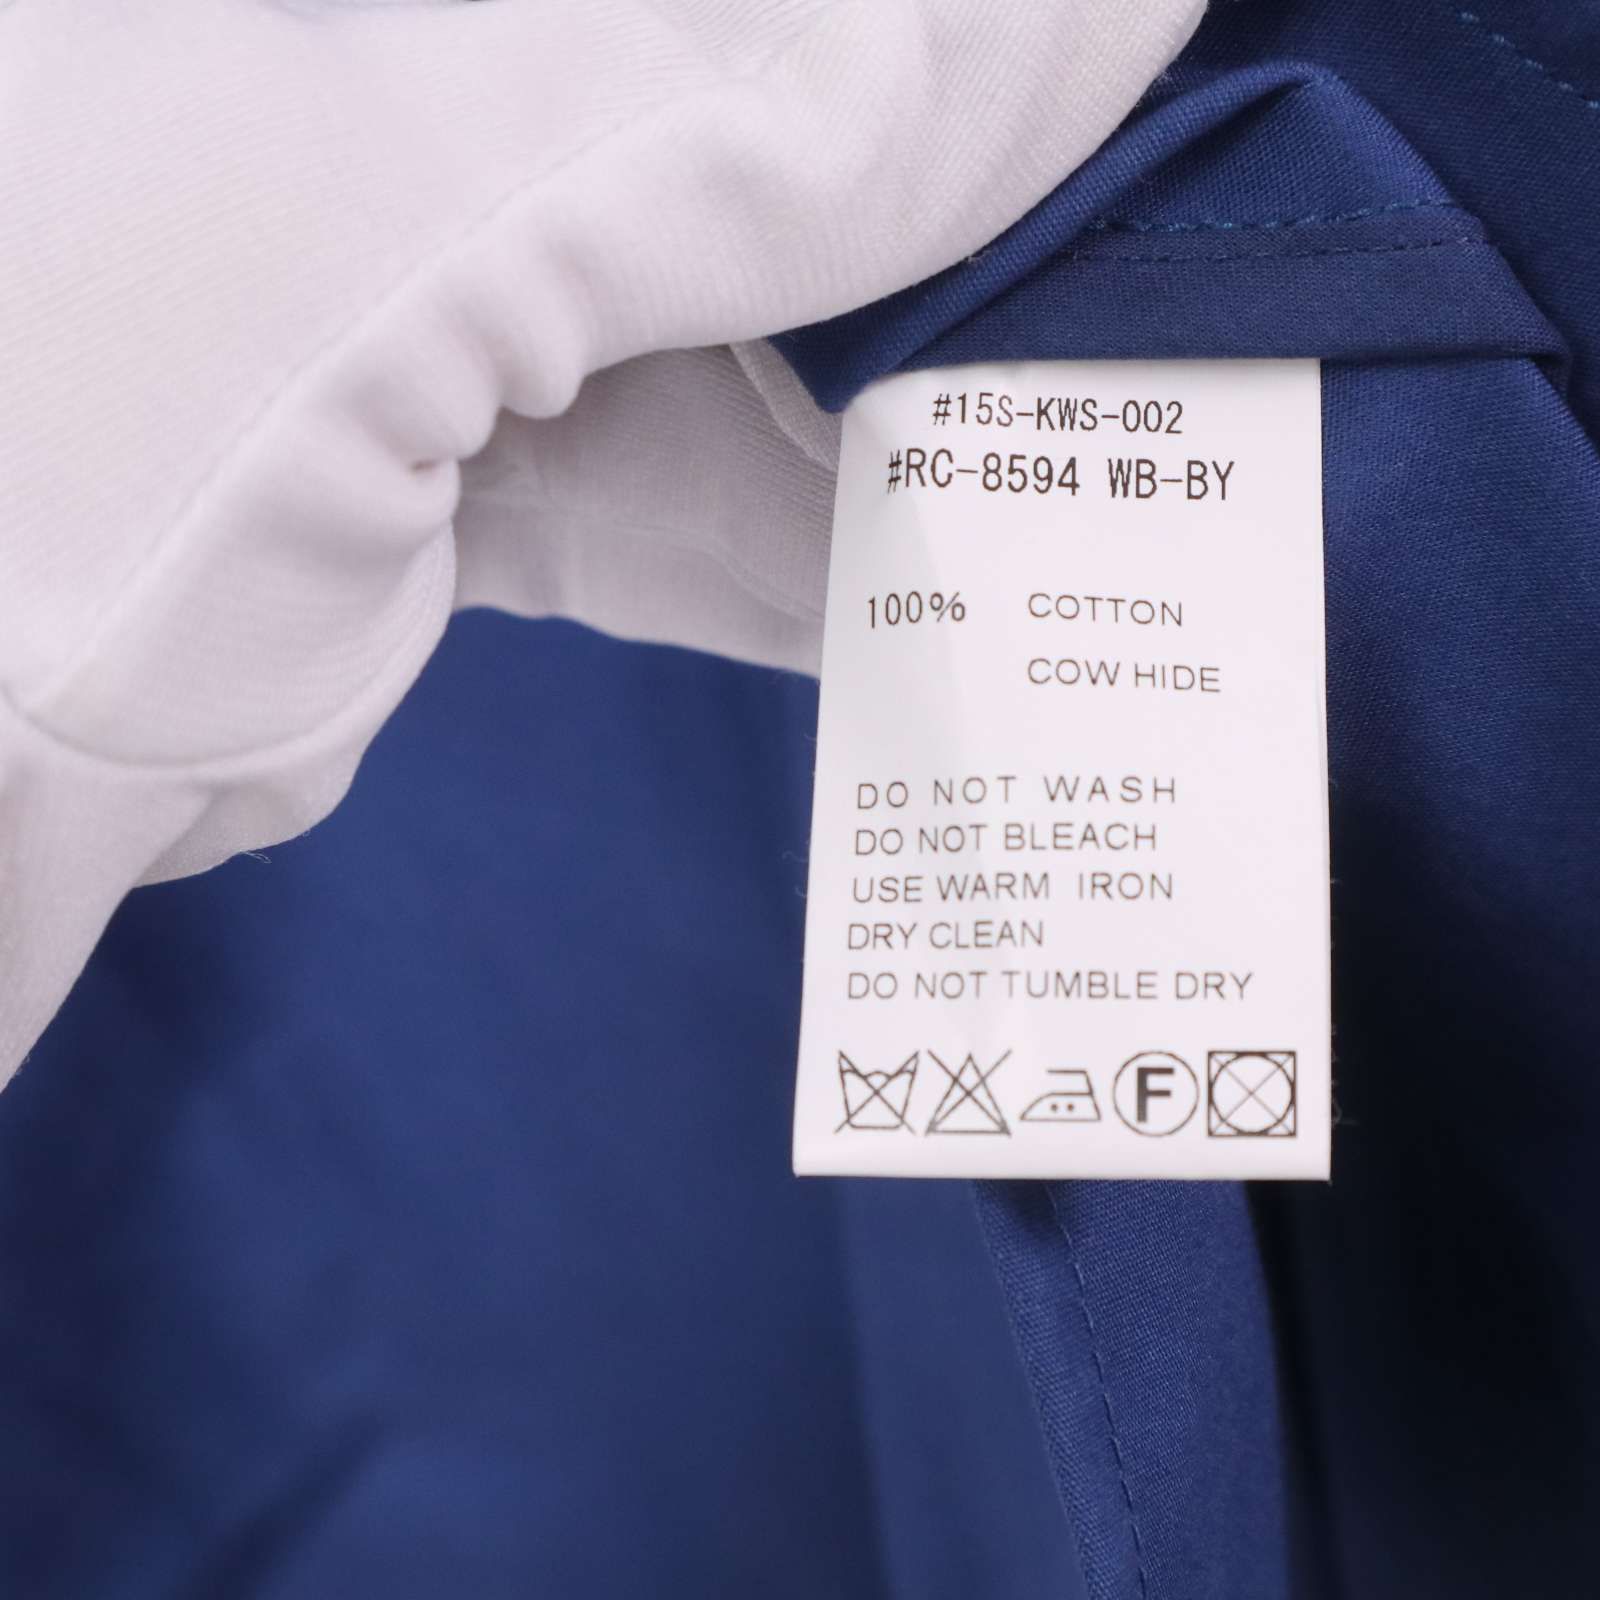 #15S-KWS-002
#RC-8594 WB-BY
100% COTTON
COW HIDE
DO NOT WASH
DO NOT BLEACH
USE WARM IRON
DRY CLEAN
DO NOT TUMBLE DRY
F